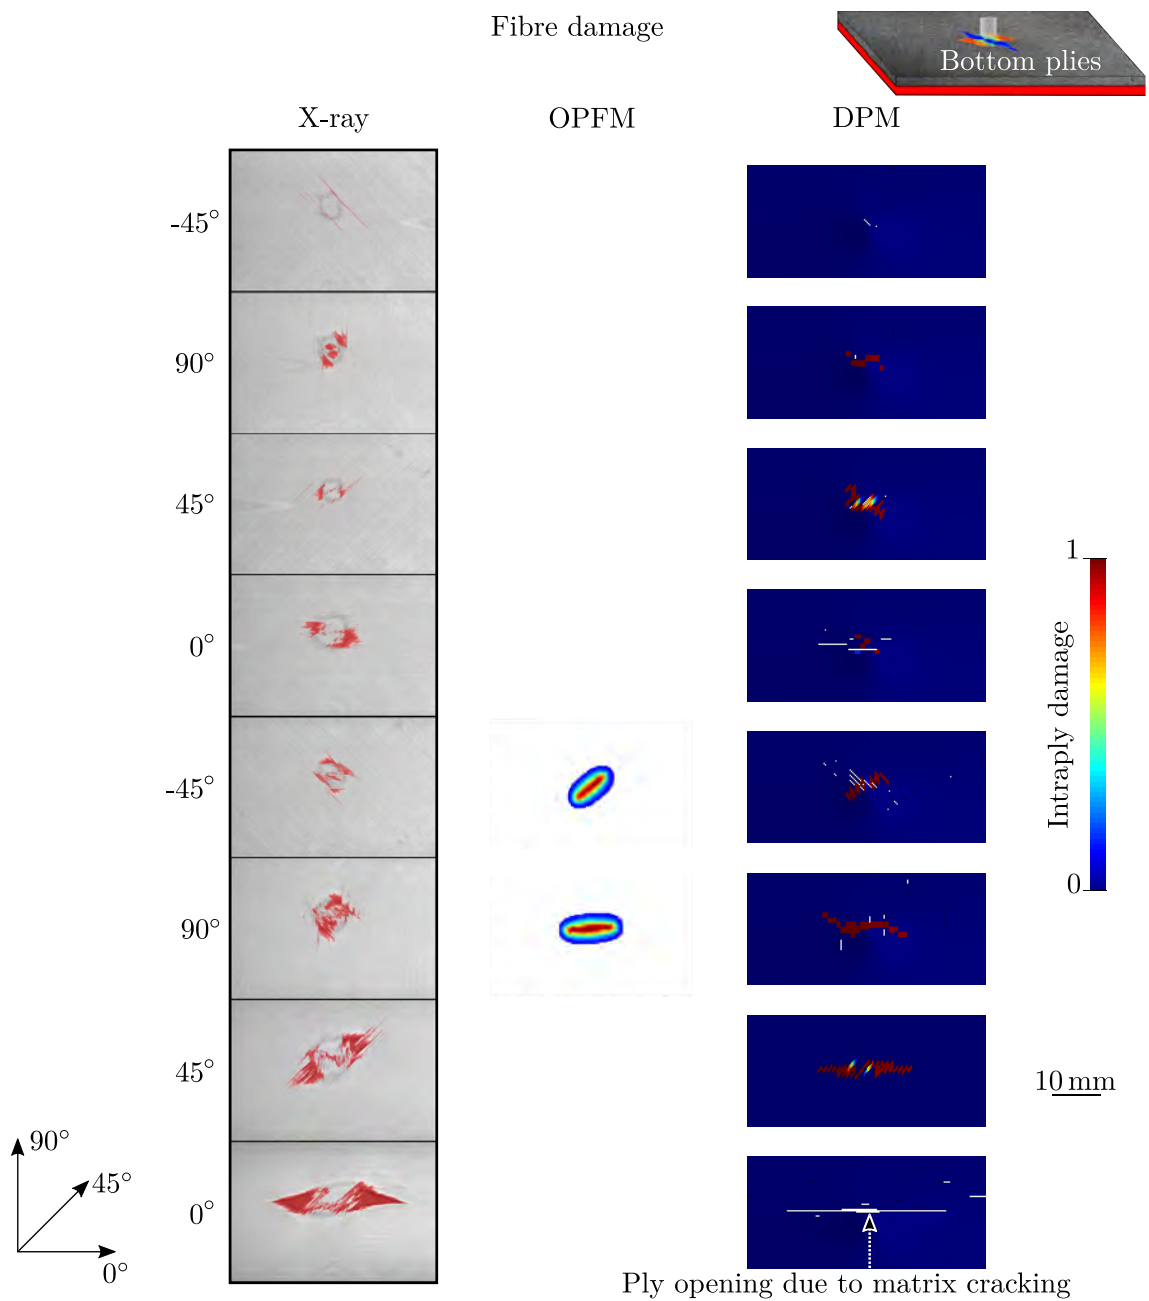 Fibre damage
Bottom plies
X-ray
OPFM
DPM
-45°
90°
45°
0°
-45°
90°
45°
0°
1
Intraply damage
0
10 mm
90°
45°
0°
Ply opening due to matrix cracking